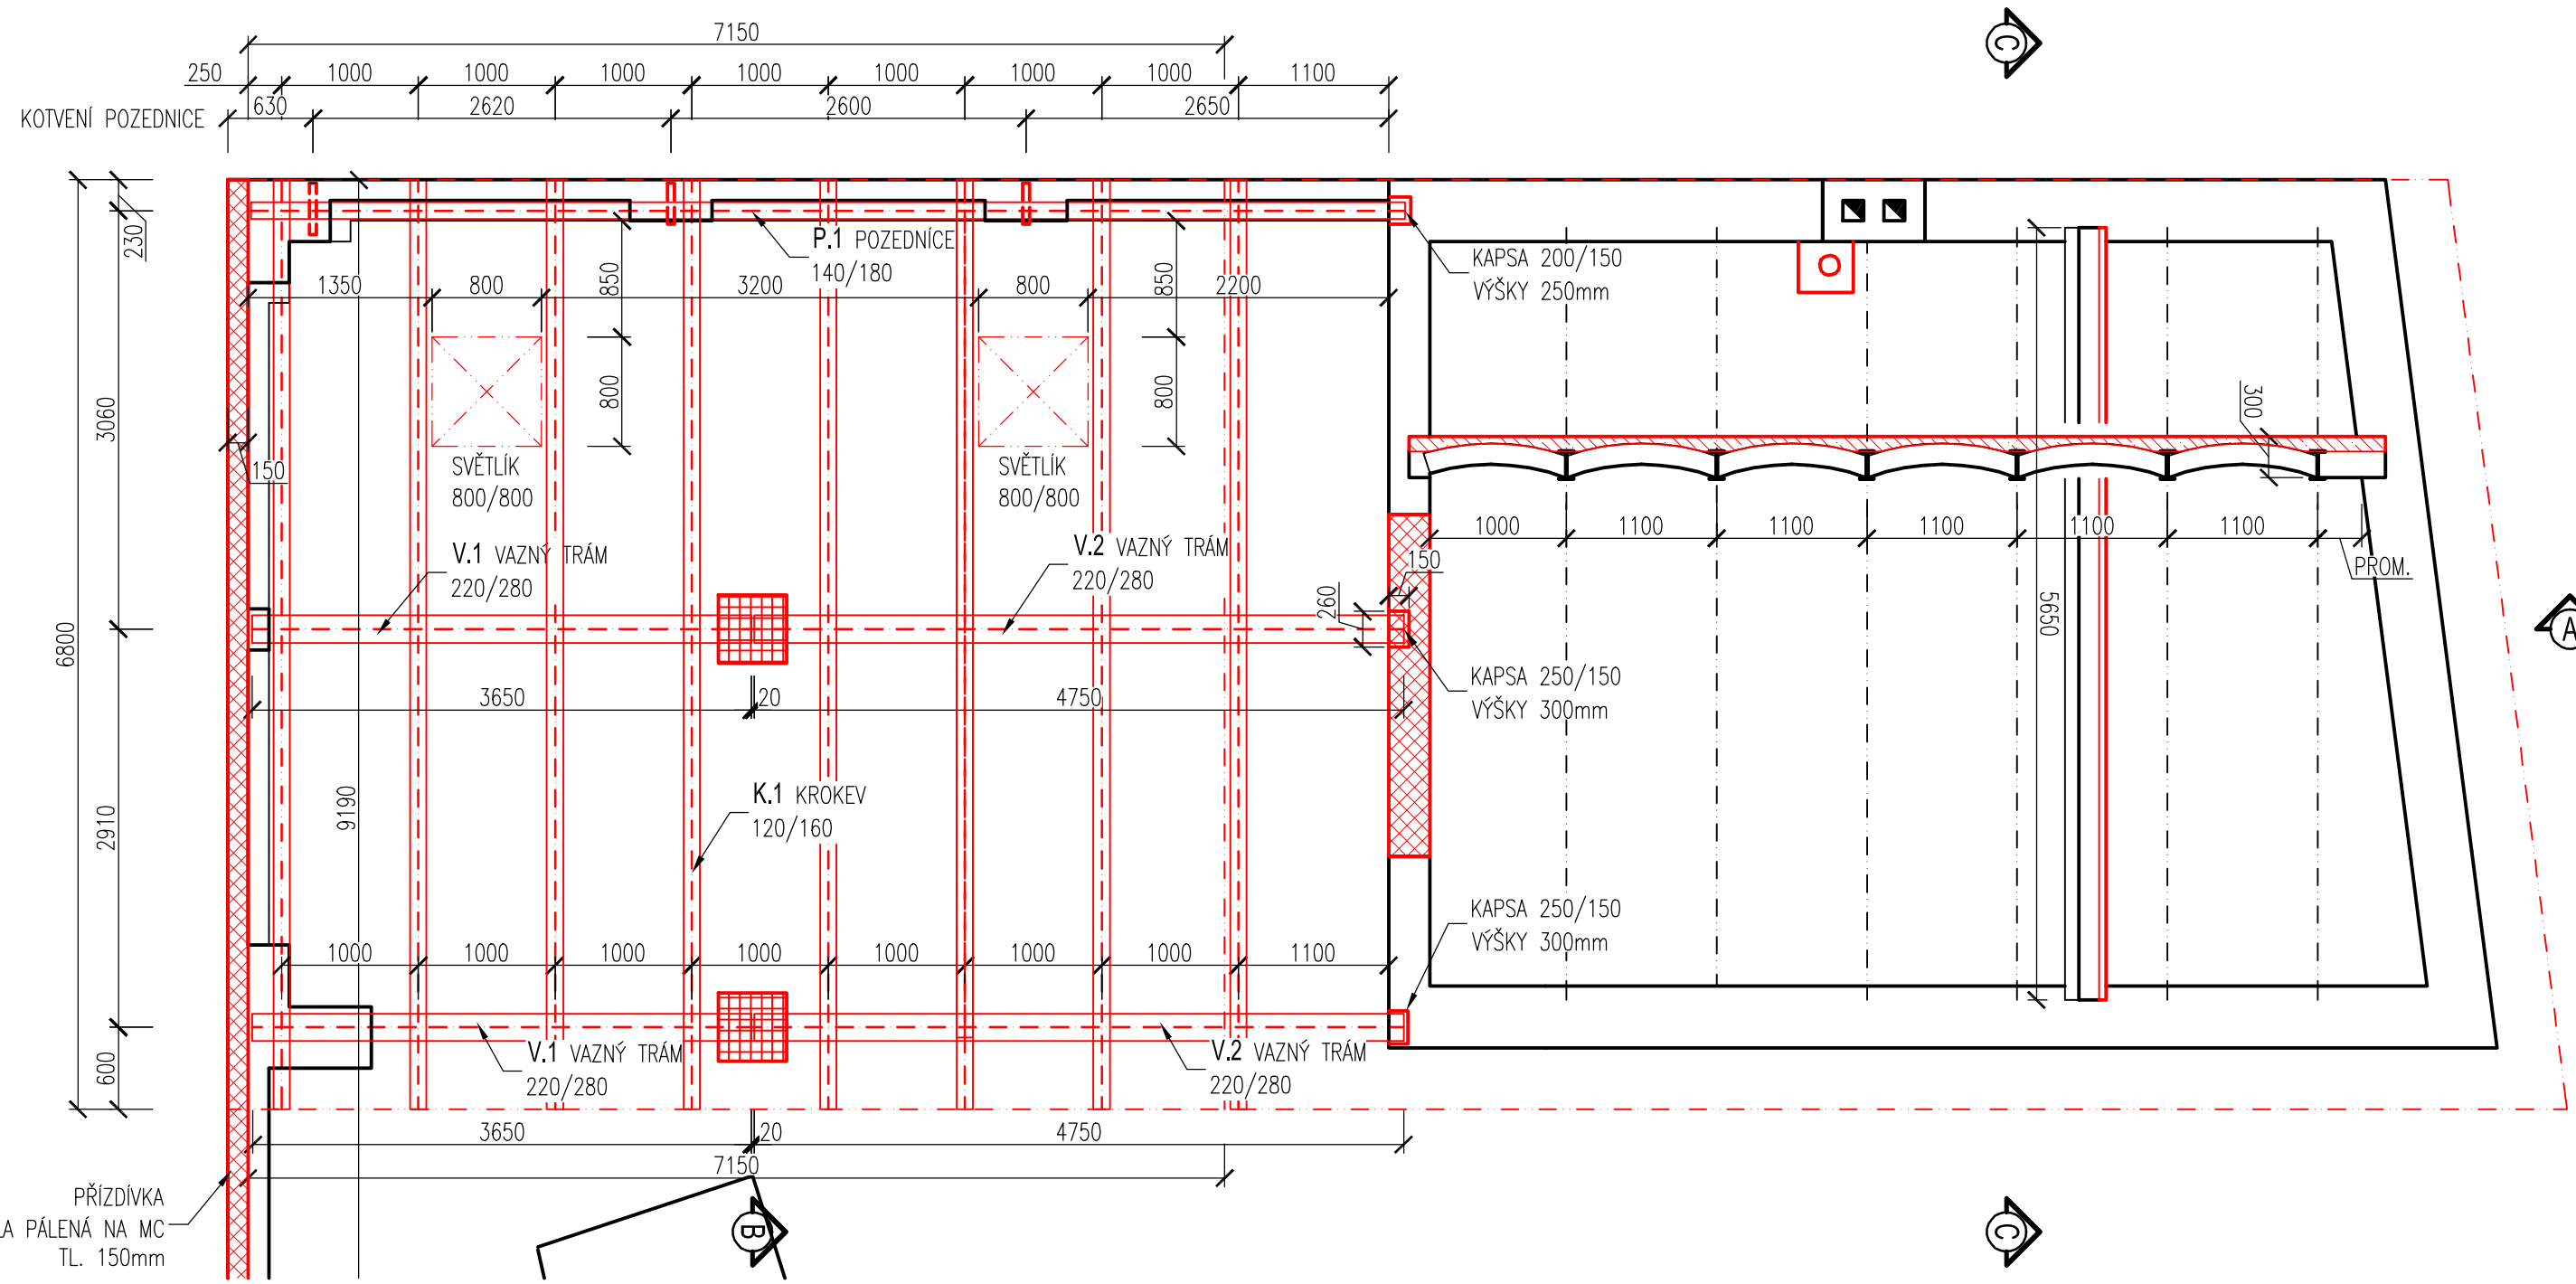 7150
250 1000 1000 1000 1000 1000 1000 1000 1100
KOTVENÍ POZEDNICE 630 2620 2600 2650
C
230
P.1 POZEDNÍCE
140/180
KAPSA 200/150
VÝŠKY 250mm
1350 800 850 3200 800 850 2200
800 800
3060
300
150
SVĚTLÍK
800/800
SVĚTLÍK
800/800
1000 1100 1100 1100 1100 1100
PROM.
V.1 VAZNÝ TRÁM
220/280
V.2 VAZNÝ TRÁM
220/280
150
260
5650
A
6800
KAPSA 250/150
VÝŠKY 300mm
3650 20 4750
9190
2910
K.1 KROKEV
120/160
KAPSA 250/150
VÝŠKY 300mm
1000 1000 1000 1000 1000 1000 1000 1100
600
V.1 VAZNÝ TRÁM
220/280
V.2 VAZNÝ TRÁM
220/280
3650 20 4750
7150
PŘÍZDÍVKA
LA PÁLENÁ NA MC
TL. 150mm
B
C